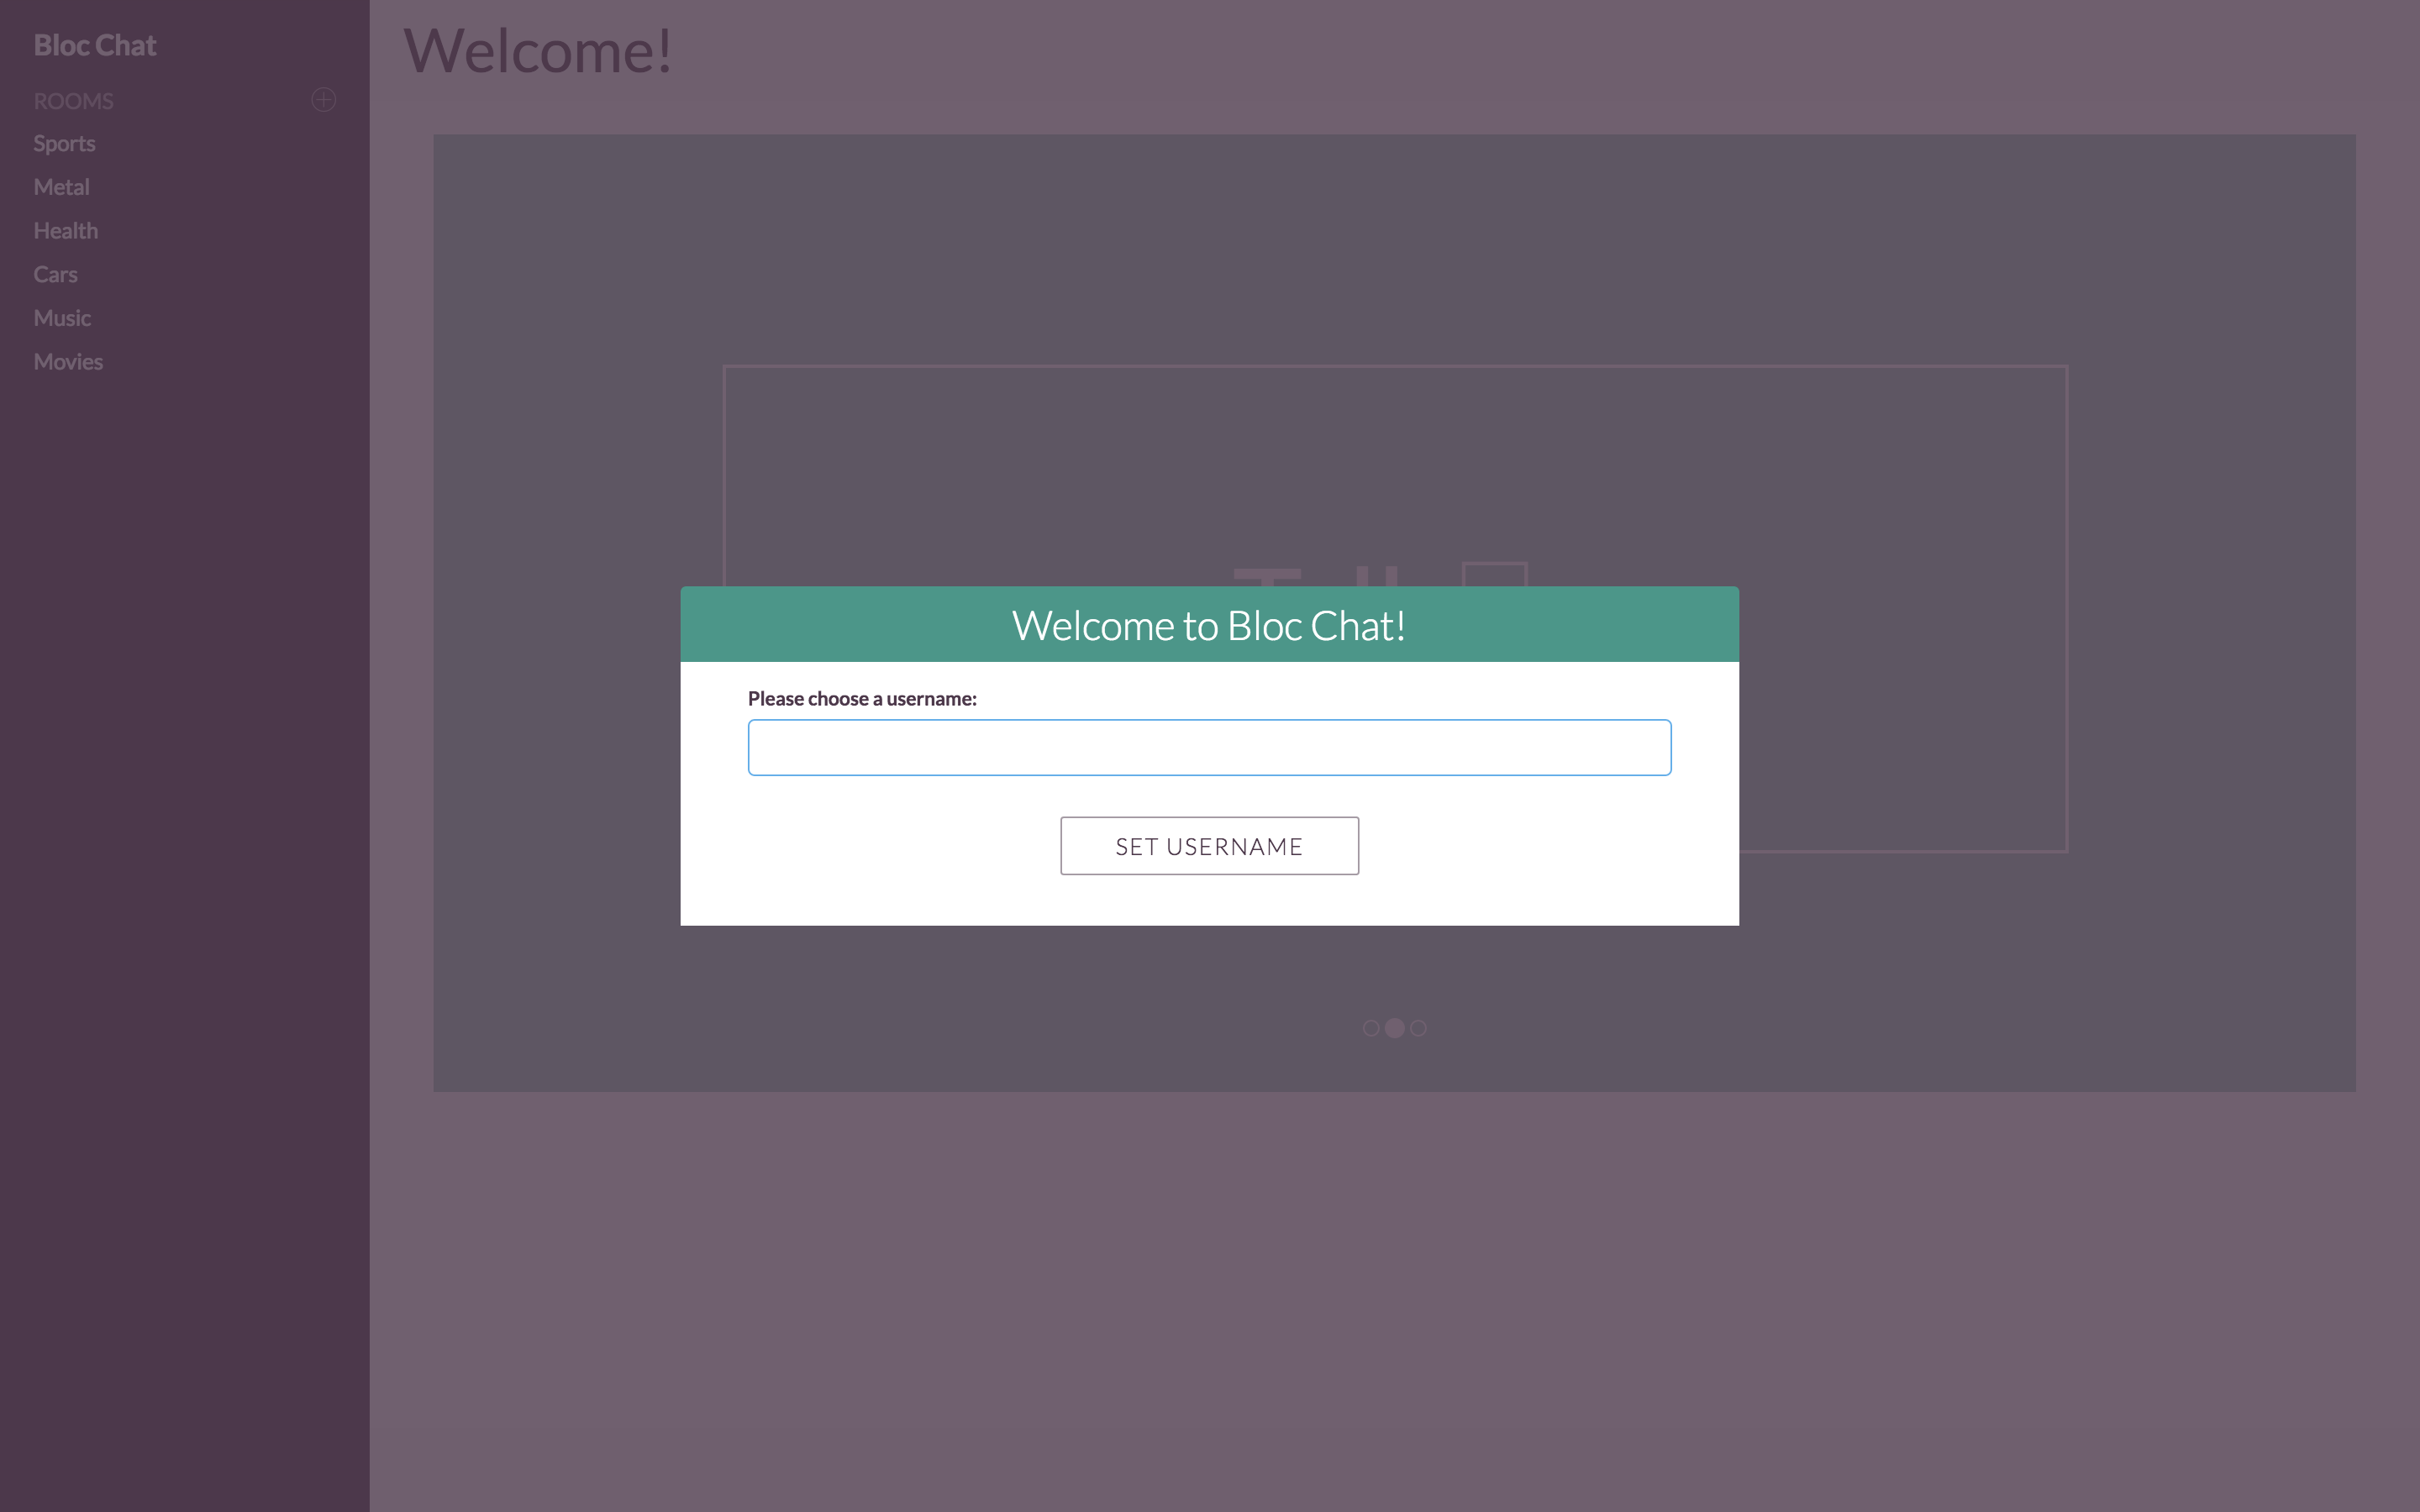 Bloc Chat
ROOMS
Sports
Metal
Health
Cars
Music
Movies
Welcome!
Welcome to Bloc Chat!
Please choose a username:
SET USERNAME